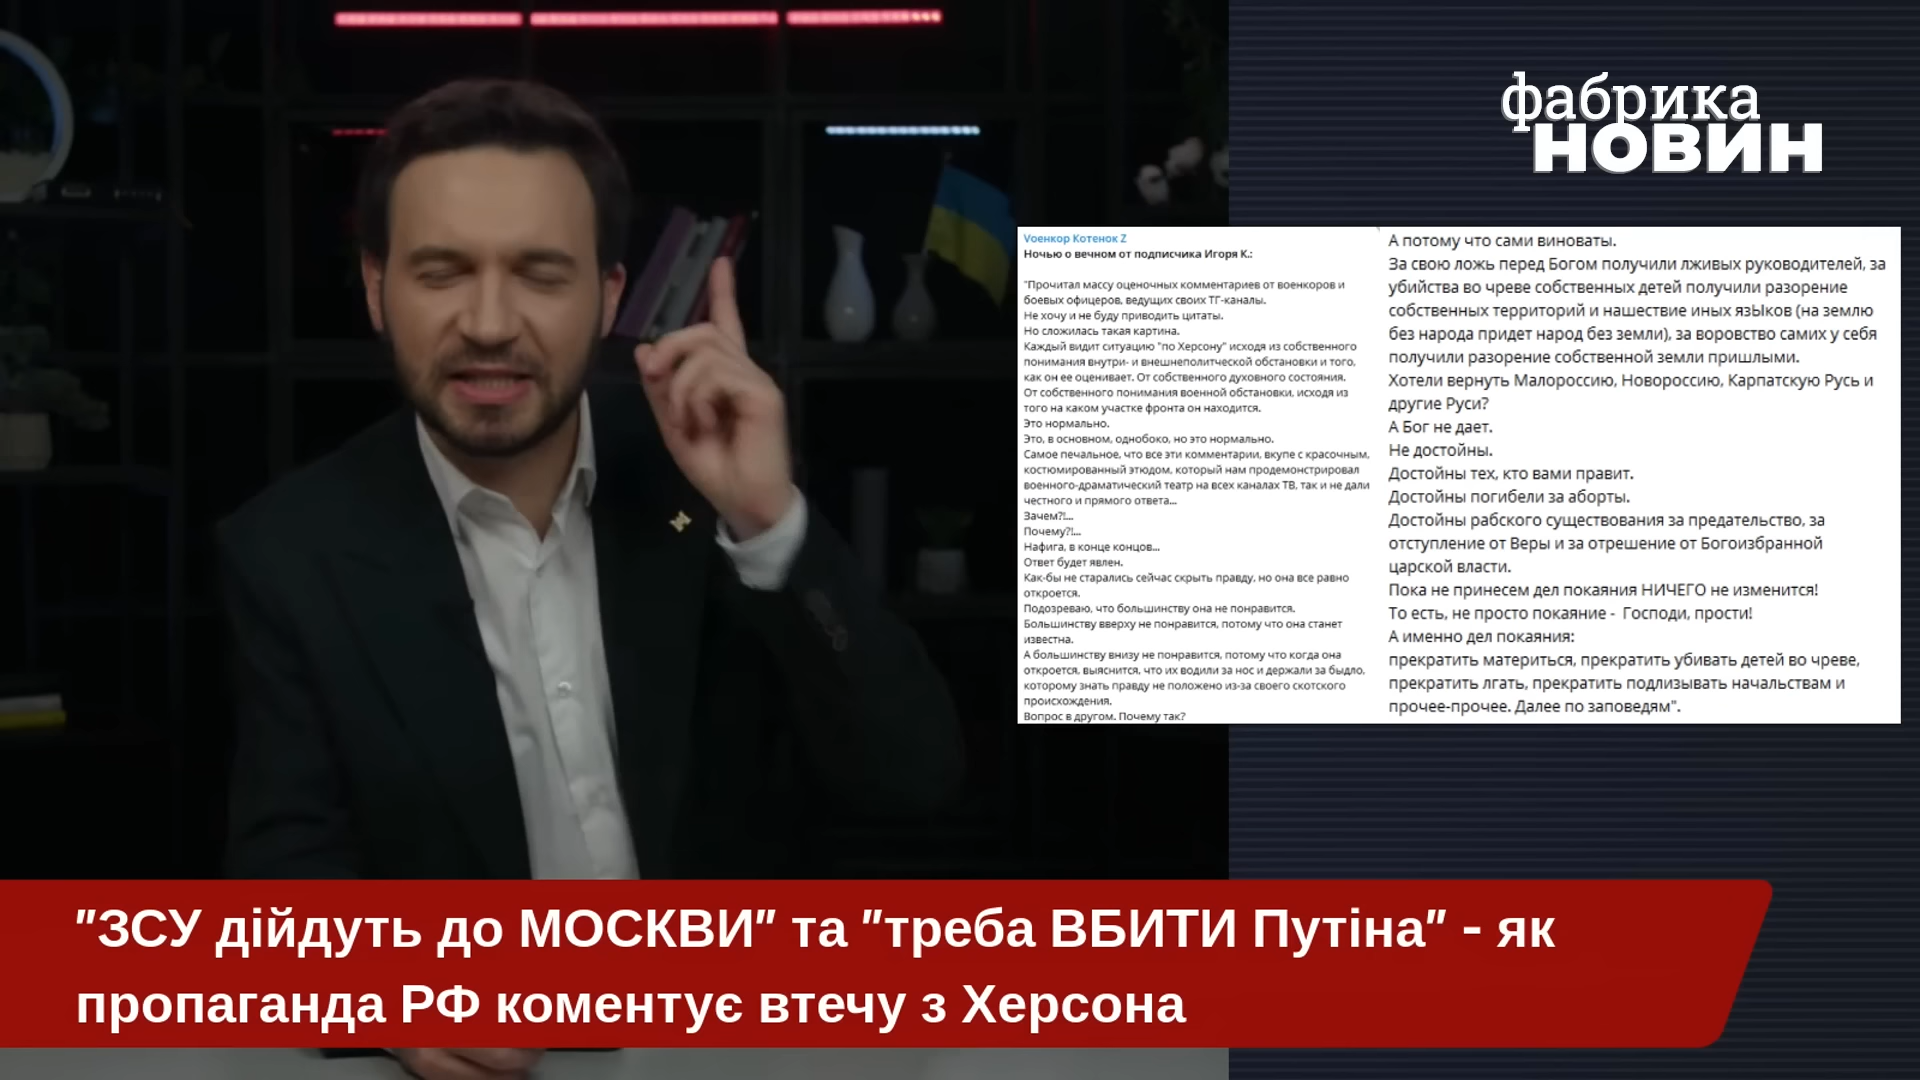 фабрика
новин
Vоенкор Котенок Z
Ночью о вечном от подписчика Игоря К.:
"Прочитал массу оценочных комментариев от военкоров и
боевых офицеров, ведущих своих ТГ-каналы.
Не хочу и не буду приводить цитаты.
Но сложилась такая картина.
Каждый видит ситуацию "по Херсону" исходя из собственного
понимания внутри- и внешнеполитической обстановки и того,
как он ее оценивает. От собственного духовного состояния.
От собственного понимания военной обстановки, исходя из
того на каком участке фронта он находится.
Это нормально.
Это, в основном, однобоко, но это нормально.
Самое печальное, что все эти комментарии, вкупе с красочным,
костюмированный этюдом, который нам продемонстрировал
военного-драматический театр на всех каналах ТВ, так и не дали
честного и прямого ответа...
Зачем?!...
Почему?!...
Нафига, в конце концов...
Ответ будет явлен.
Как-бы не старались сейчас скрыть правду, но она все равно
откроется.
Подозреваю, что большинству она не понравится.
Большинству вверху не понравится, потому что она станет
известна.
А большинству внизу не понравится, потому что когда она
откроется, выяснится, что их водили за нос и держали за быдло,
которому знать правду не положено из-за своего скотского
происхождения.
Вопрос в другом. Почему так?
А потому что сами виноваты.
За свою ложь перед Богом получили лживых руководителей, за
убийства во чреве собственных детей получили разорение
собственных территорий и нашествие иных языков (на землю
без народа придет народ без земли), за воровство самих у себя
получили разорение собственной земли пришлыми.
Хотели вернуть Малороссию, Новороссию, Карпатскую Русь и
другие Руси?
А Бог не дает.
Не достойны.
Достойны тех, кто вами правит.
Достойны погибели за аборты.
Достойны рабского существования за предательство, за
отступление от Веры и за отрешение от Богоизбранной
царской власти.
Пока не принесем дел покаяния НИЧЕГО не изменится!
То есть, не просто покаяние - Господи, прости!
А именно дел покаяния:
прекратить материться, прекратить убивать детей во чреве,
прекратить лгать, прекратить подлизывать начальствам и
прочее-прочее. Далее по заповедям".
"ЗСУ дійдуть до МОСКВИ" та "треба ВБИТИ Путіна" - як
пропаганда РФ коментує втечу з Херсона